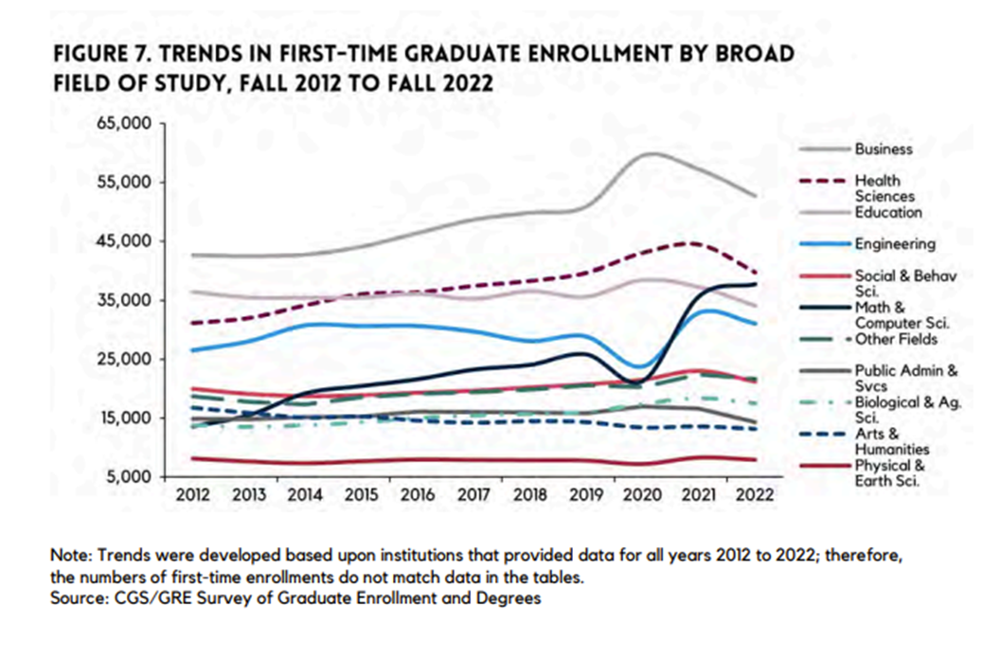 FIGURE 7. TRENDS IN FIRST-TIME GRADUATE ENROLLMENT BY BROAD
FIELD OF STUDY, FALL 2012 TO FALL 2022
65,000
55,000
45,000
35,000
25,000
15,000
5,000
2012 2013 2014 2015 2016 2017 2018 2019 2020 2021 2022
Business
Health
Sciences
Education
Engineering
Social & Behav
Sci.
Math &
Computer Sci.
Other Fields
Public Admin &
Svcs
Biological & Ag.
Sci.
Arts &
Humanities
Physical &
Earth Sci.
Note: Trends were developed based upon institutions that provided data for all years 2012 to 2022; therefore,
the numbers of first-time enrollments do not match data in the tables.
Source: CGS/GRE Survey of Graduate Enrollment and Degrees